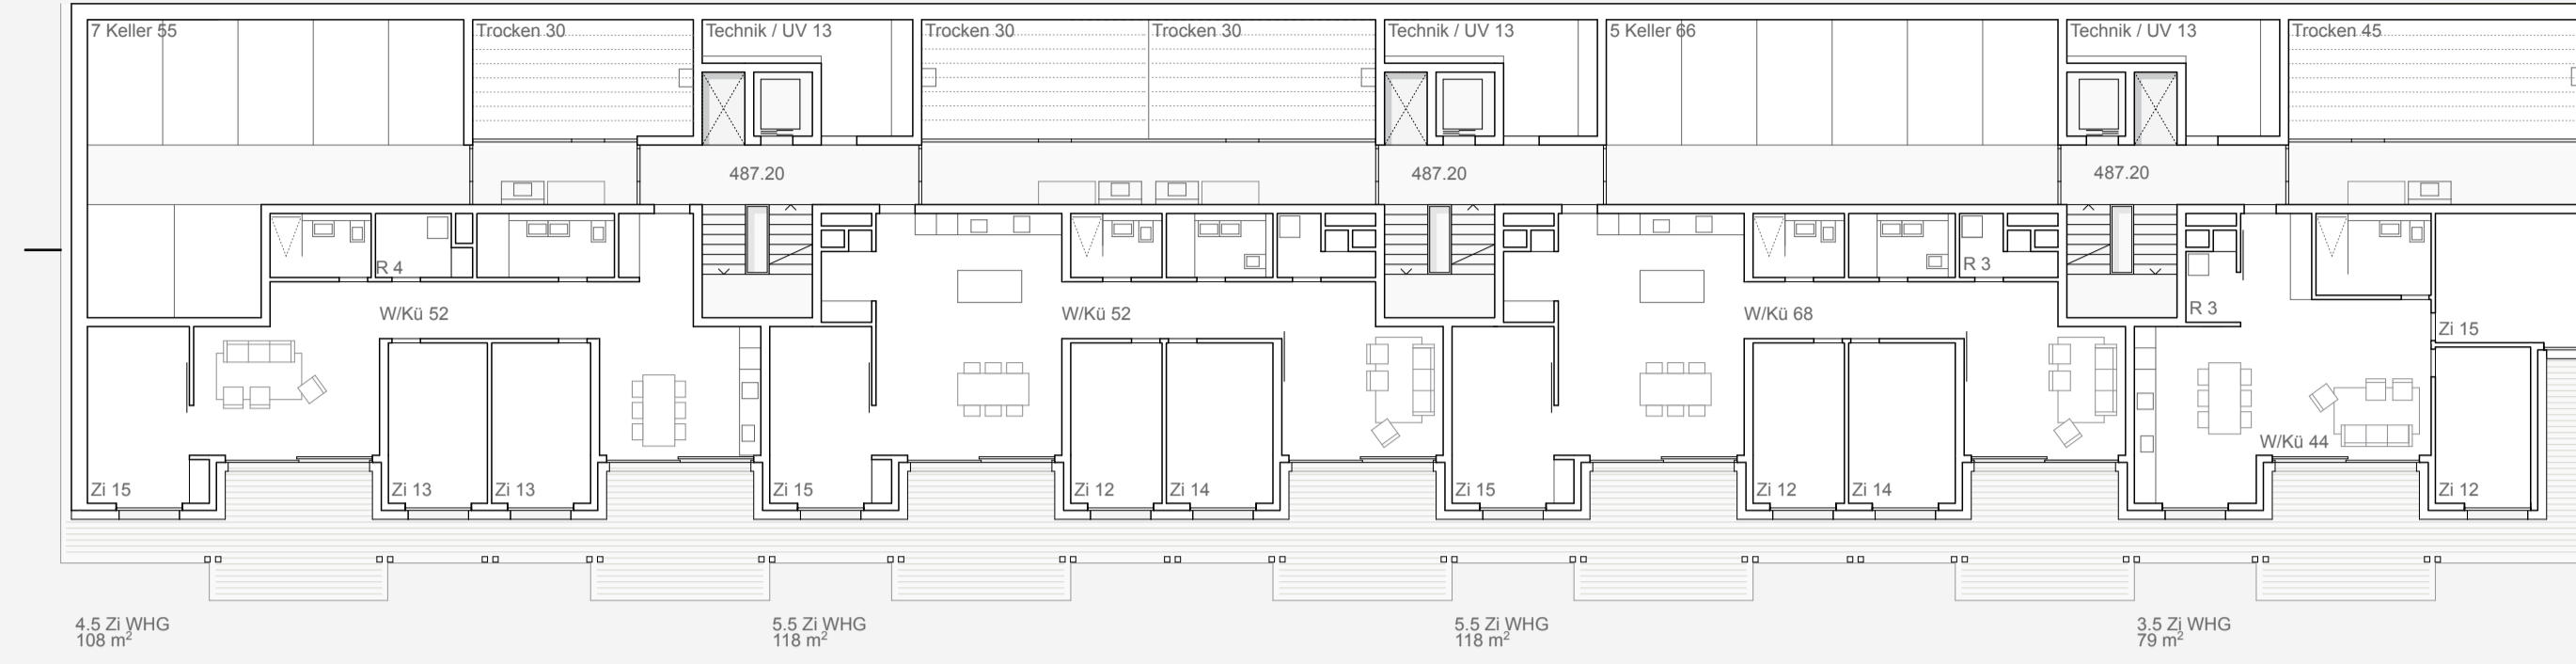 7 Keller 55
Trocken 30
Technik / UV 13
Trocken 30
Trocken 30
Technik / UV 13
5 Keller 66
Technik / UV 13
Trocken 45
487.20
487.20
487.20
R 4
R 3
R 3
W/Kü 52
W/Kü 52
W/Kü 68
Zi 15
W/Kü 44
Zi 15
Zi 13
Zi 13
Zi 15
Zi 12
Zi 14
Zi 15
Zi 12
Zi 14
Zi 12
4.5 Zi WHG
108 m²
5.5 Zi WHG
118 m²
5.5 Zi WHG
118 m²
3.5 Zi WHG
79 m²